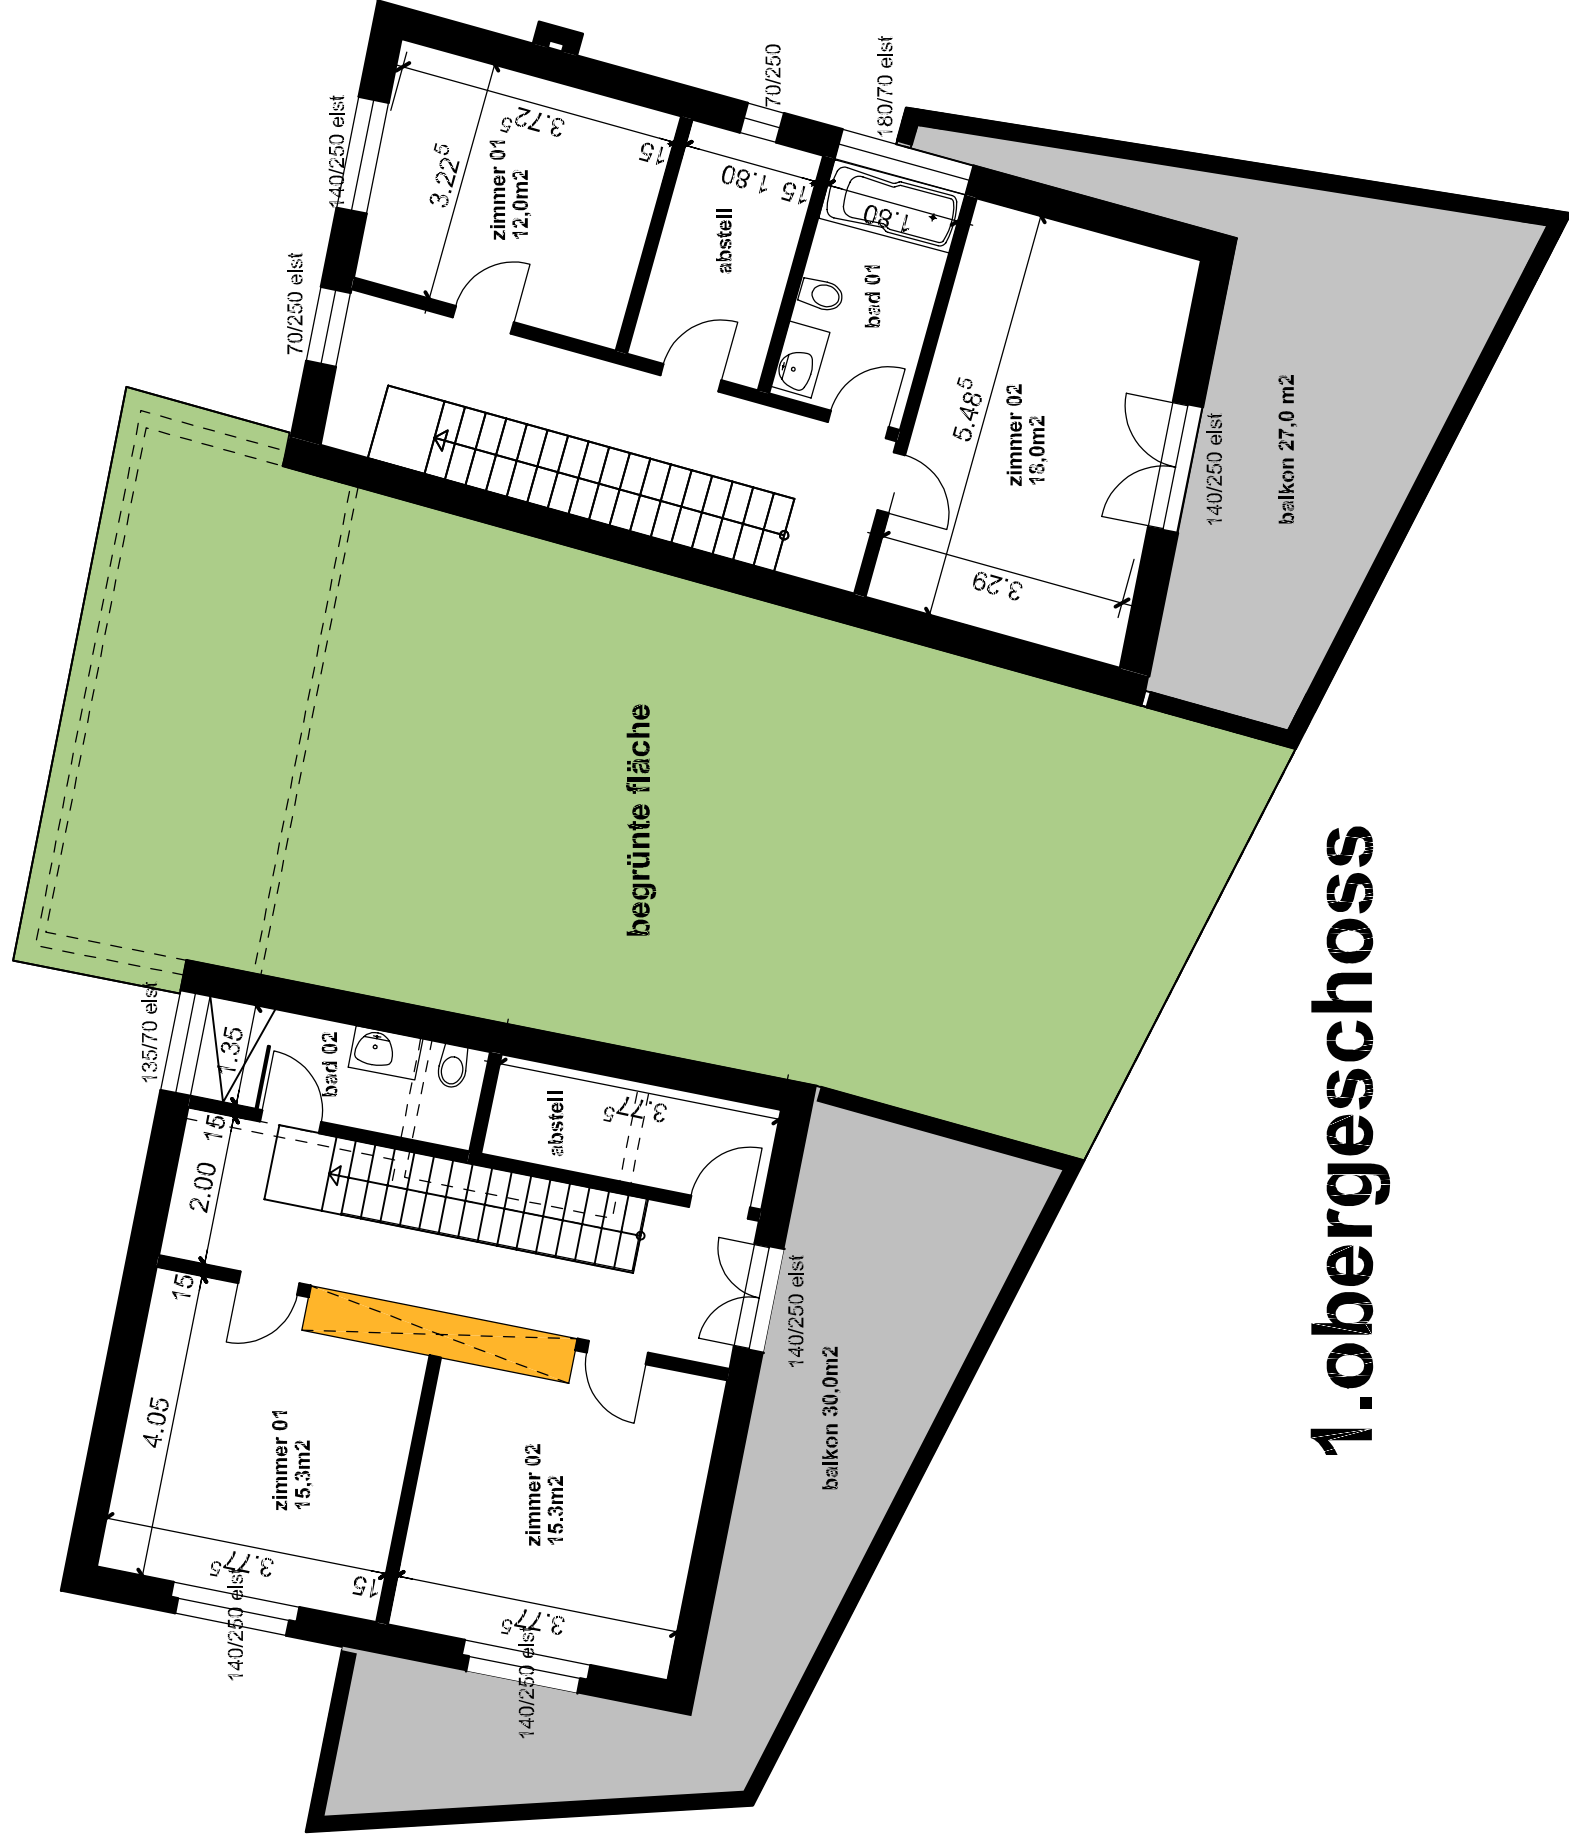 140/250 elst
70/250 elst
3.22⁵
3.72⁵
zimmer 01
12,0m2
15
1.80
15
abstell
70/250
180/70 elst
1.80
bad 01
5.48⁵
zimmer 02
18,0m2
3.29
140/250 elst
balkon 27,0 m2
begrünte fläche
135/70 elst
1.35
15
2.00
15
4.05
bad 02
abstell
3.77⁵
zimmer 01
15,3m2
3.77⁵
15
140/250 elst
zimmer 02
15.3m2
3.77⁵
140/250 elst
140/250 elst
balkon 30,0m2
1.obergeschoss